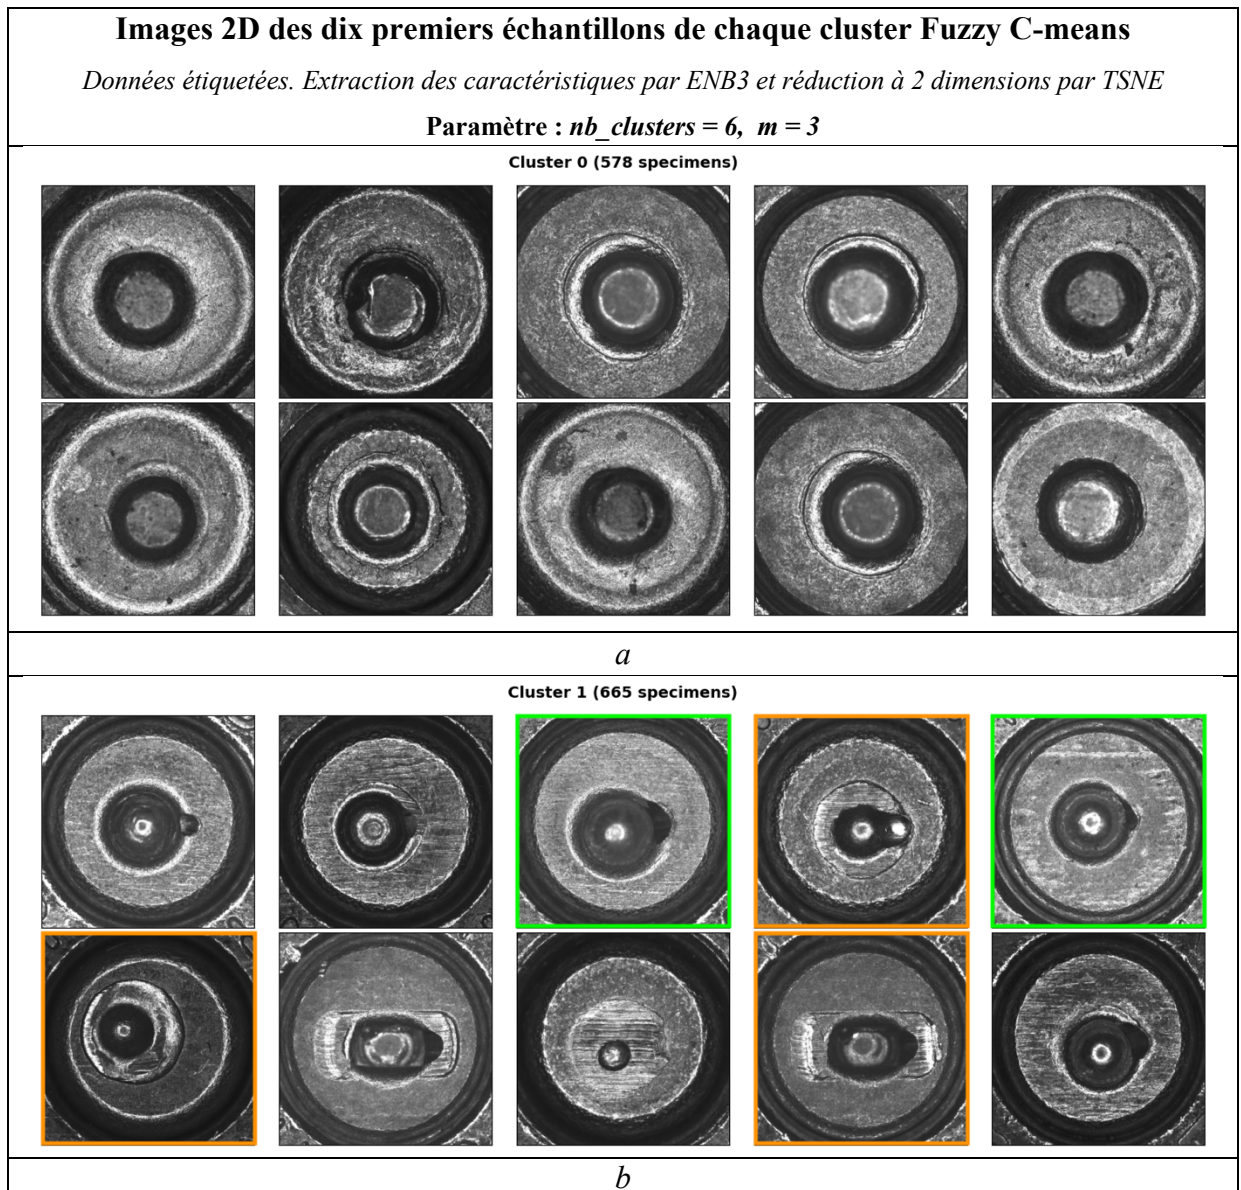 Images 2D des dix premiers échantillons de chaque cluster Fuzzy C-means
Données étiquetées. Extraction des caractéristiques par ENB3 et réduction à 2 dimensions par TSNE
Paramètre : nb_clusters = 6, m = 3
Cluster 0 (578 specimens)
a
Cluster 1 (665 specimens)
b